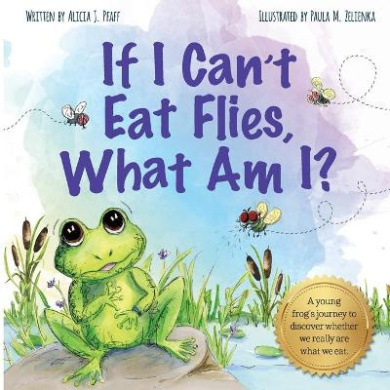 WRITTEN BY ALICIA J. PFAFF
ILLUSTRATED BY PAULA M. ZELIENKA
If I Can't
Eat Flies,
What Am I?
A young
frog's journey to
discover whether
we really are
what we eat.